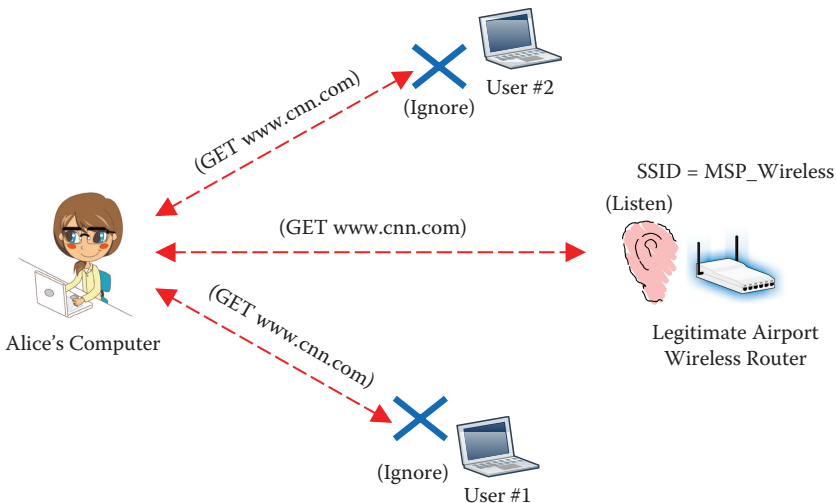 User #2
(Ignore)
(GET www.cnn.com)
SSID = MSP_Wireless
(Listen)
(GET www.cnn.com)
Alice's Computer
Legitimate Airport
Wireless Router
(GET www.cnn.com)
(Ignore)
User #1